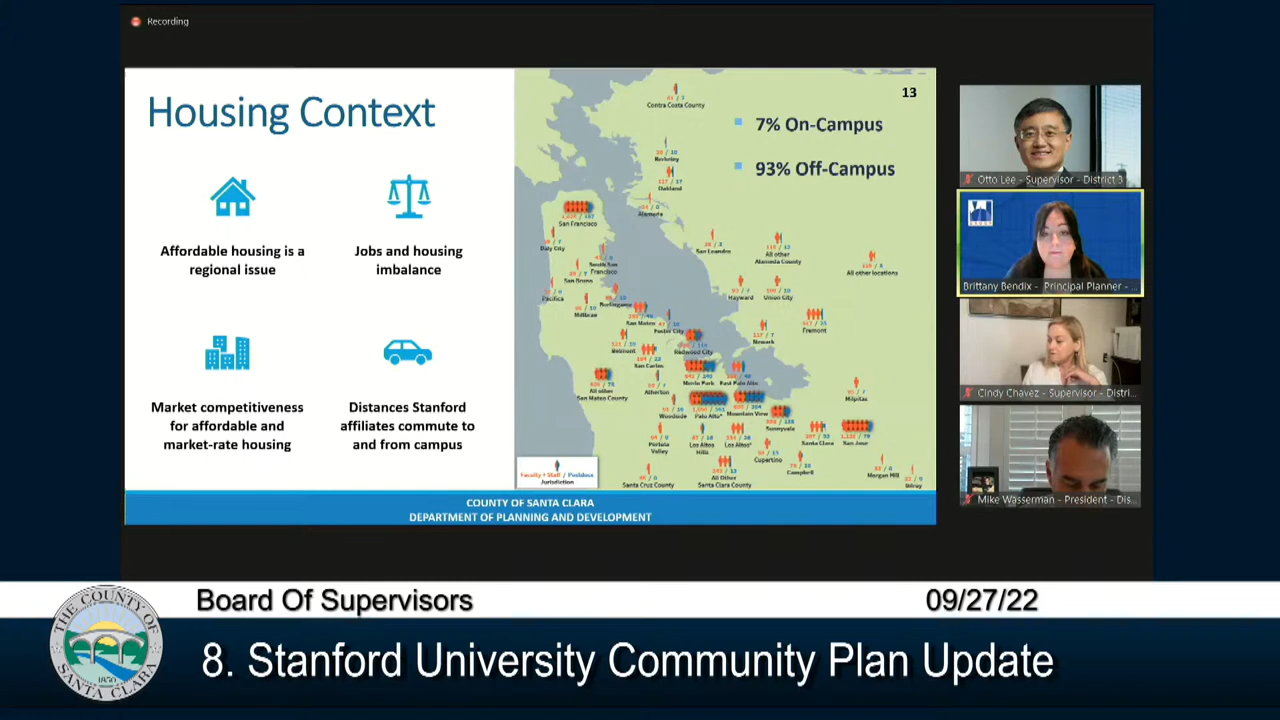 Recording
Housing Context
13
7% On-Campus
93% Off-Campus
Affordable housing is a
regional issue
Jobs and housing
imbalance
Market competitiveness
for affordable and
market-rate housing
Distances Stanford
affiliates commute to
and from campus
Contra Costa County
Berkeley
Oakland
Alameda
San Francisco
Daly City
South San
Francisco
San Bruno
Pacifica
Millbrae
Burlingame
San Leandro
All other
Alameda County
All other locations
Hayward
Union City
San Mateo
Foster City
Fremont
Newark
Belmont
San Carlos
Redwood City
Menlo Park
East Palo Alto
All other
San Mateo County
Atherton
Milpitas
Woodside
Palo Alto*
Mountain View
Sunnyvale
Portola
Valley
Los Altos
Hills
Los Altos*
Cupertino
Santa Clara
San Jose
Campbell
Santa Cruz County
All Other
Santa Clara County
Morgan Hill
Gilroy
Faculty + Staff / Postdocs
Jurisdiction
COUNTY OF SANTA CLARA
DEPARTMENT OF PLANNING AND DEVELOPMENT
Otto Lee - Supervisor - District 3
Brittany Bendix - Principal Planner - ...
Cindy Chavez - Supervisor - Distri...
Mike Wasserman - President - Dis...
Board Of Supervisors
09/27/22
8. Stanford University Community Plan Update
THE COUNTY OF
SANTA CLARA
1850